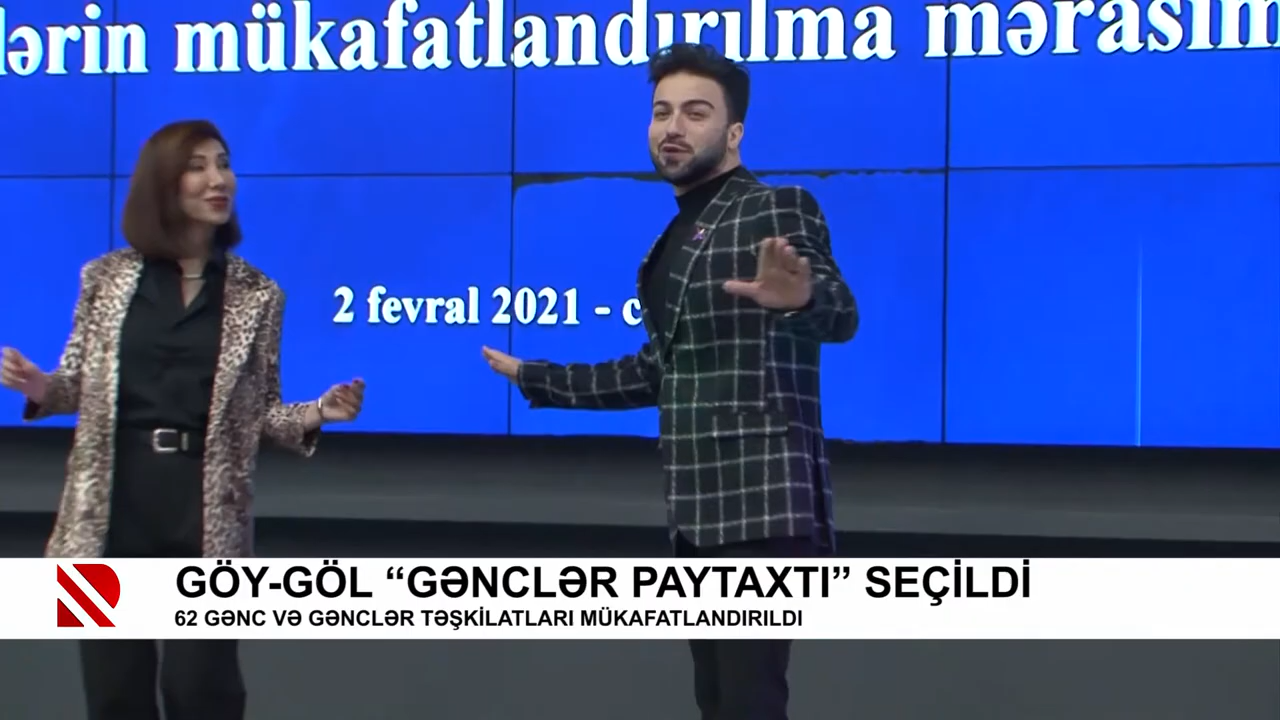 lərin mükafatlandırılma mərasim
2 fevral 2021 - c
GÖY-GÖL “GƏNCLƏR PAYTAXTI” SEÇİLDİ
62 GƏNC VƏ GƏNCLƏR TƏŞKİLATLARI MÜKAFATLANDIRILDI